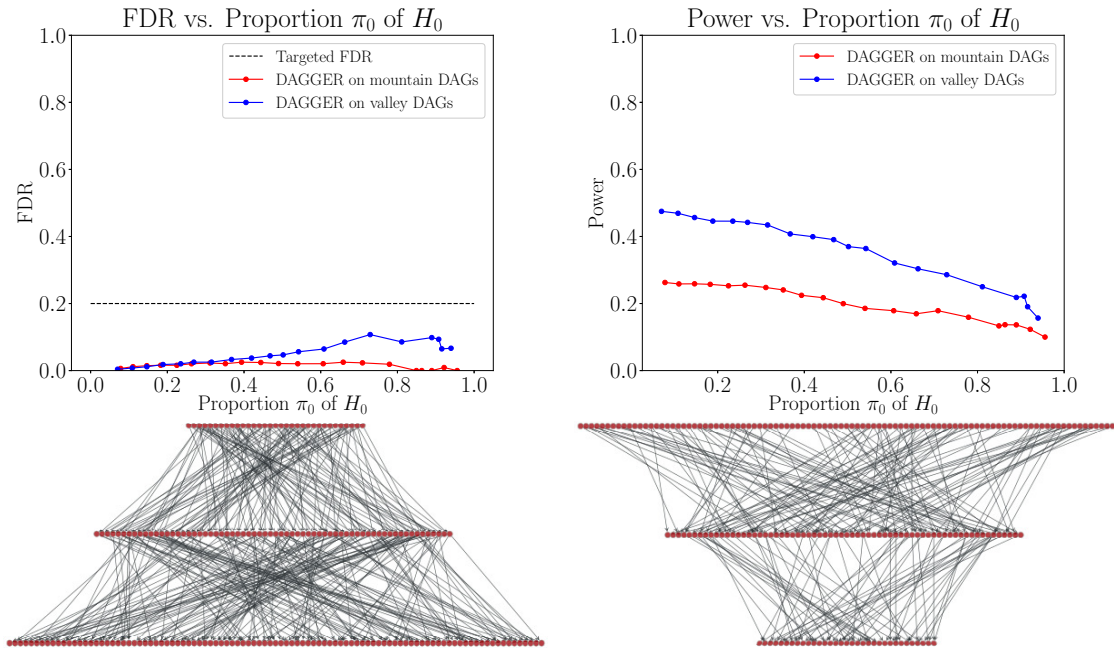 FDR vs. Proportion π₀ of H₀
1.0
0.8
0.6
0.4
0.2
0.0
FDR
Targeted FDR
DAGGER on mountain DAGs
DAGGER on valley DAGs
0.0 0.2 0.4 0.6 0.8 1.0
Proportion π₀ of H₀
Power vs. Proportion π₀ of H₀
1.0
0.8
0.6
0.4
0.2
0.0
Power
DAGGER on mountain DAGs
DAGGER on valley DAGs
0.2 0.4 0.6 0.8 1.0
Proportion π₀ of H₀